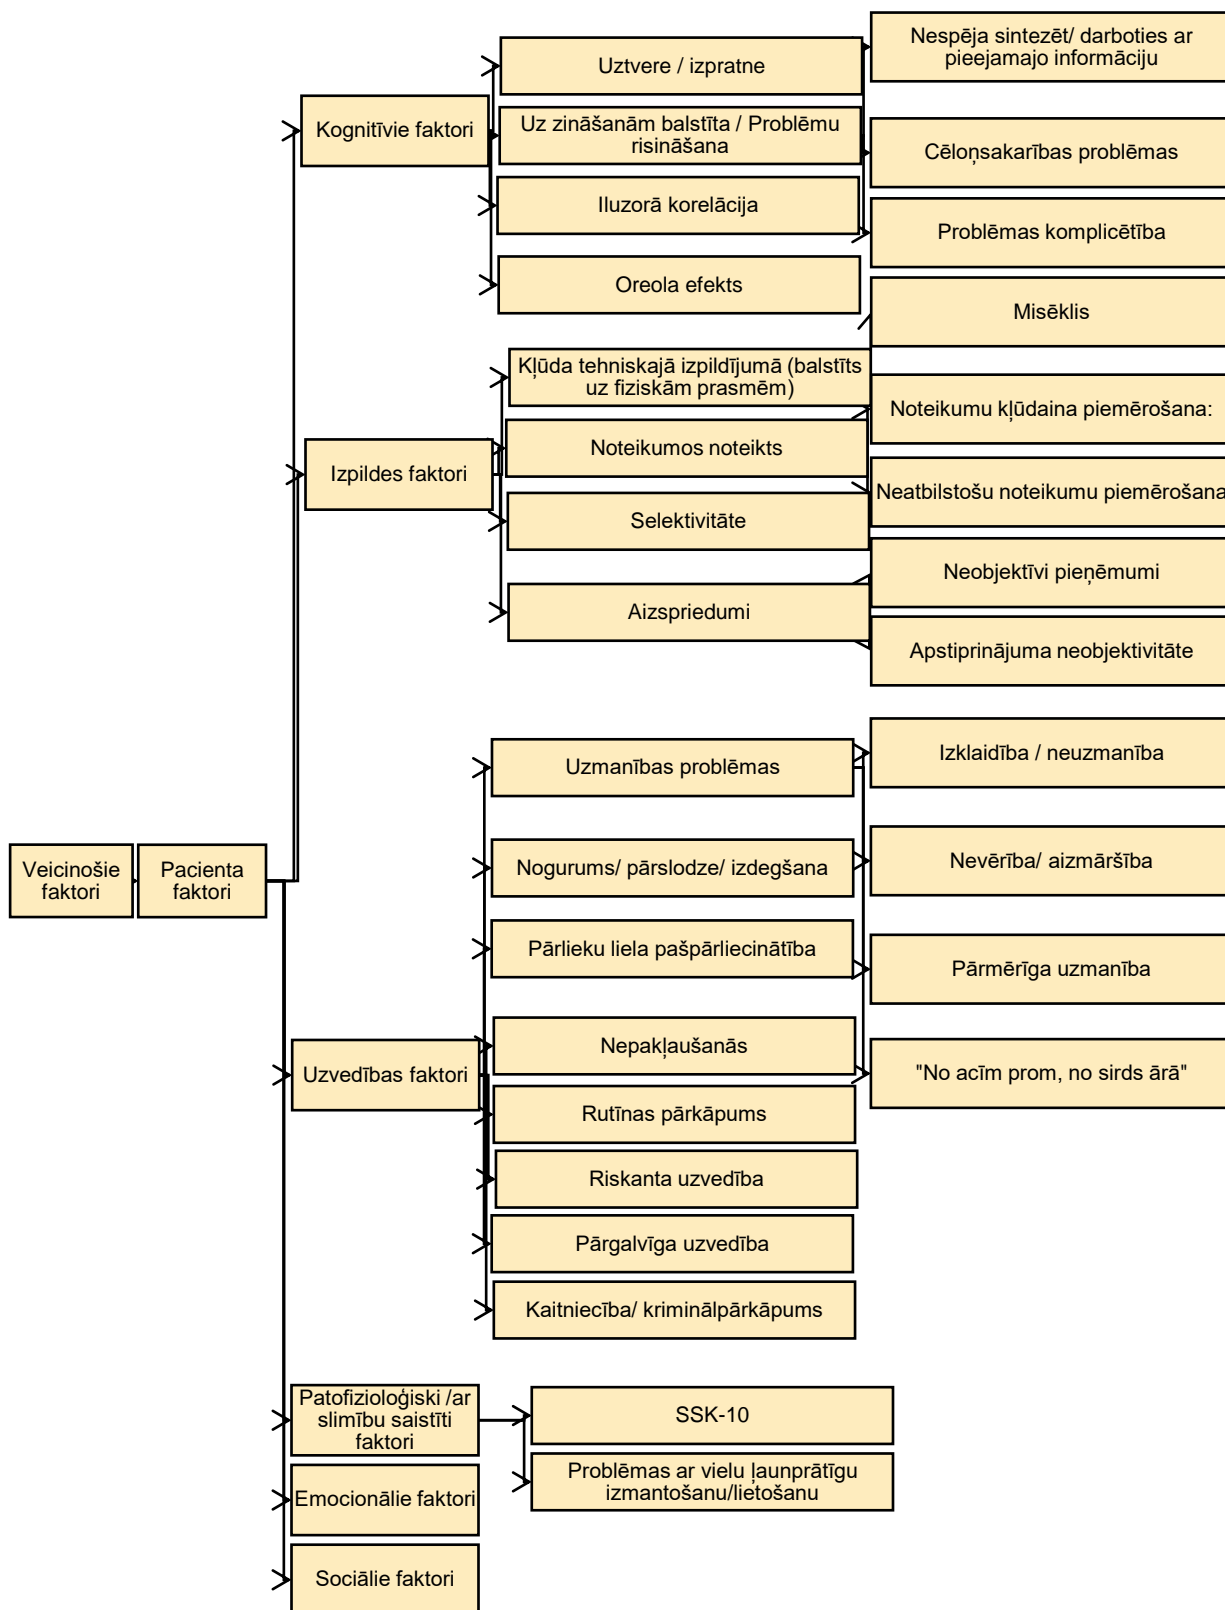 Veicinošie
faktori
Pacienta
faktori
Kognitīvie faktori
Uztvere / izpratne
Uz zināšanām balstīta / Problēmu
risināšana
Nespēja sintezēt/ darboties ar
pieejamajo informāciju
Cēloņsakarības problēmas
Problēmas komplicētība
Iluzorā korelācija
Oreola efekts
Izpildes faktori
Kļūda tehniskajā izpildījumā (balstīts
uz fiziskām prasmēm)
Noteikumos noteikts
Misēklis
Noteikumu kļūdaina piemērošana:
Neatbilstošu noteikumu piemērošana
Selektivitāte
Aizspriedumi
Neobjektīvi pieņēmumi
Apstiprinājuma neobjektivitāte
Uzvedības faktori
Uzmanības problēmas
Izklaidība / neuzmanība
Nevērība/ aizmāršība
Pārmērīga uzmanība
"No acīm prom, no sirds ārā"
Nogurums/ pārslodze/ izdegšana
Pārlieku liela pašpārliecinātība
Nepakļaušanās
Rutīnas pārkāpums
Riskanta uzvedība
Pārgalvīga uzvedība
Kaitniecība/ kriminālpārkāpums
Patofizioloģiski /ar
slimību saistīti
faktori
SSK-10
Problēmas ar vielu ļaunprātīgu
izmantošanu/lietošanu
Emocionālie faktori
Sociālie faktori